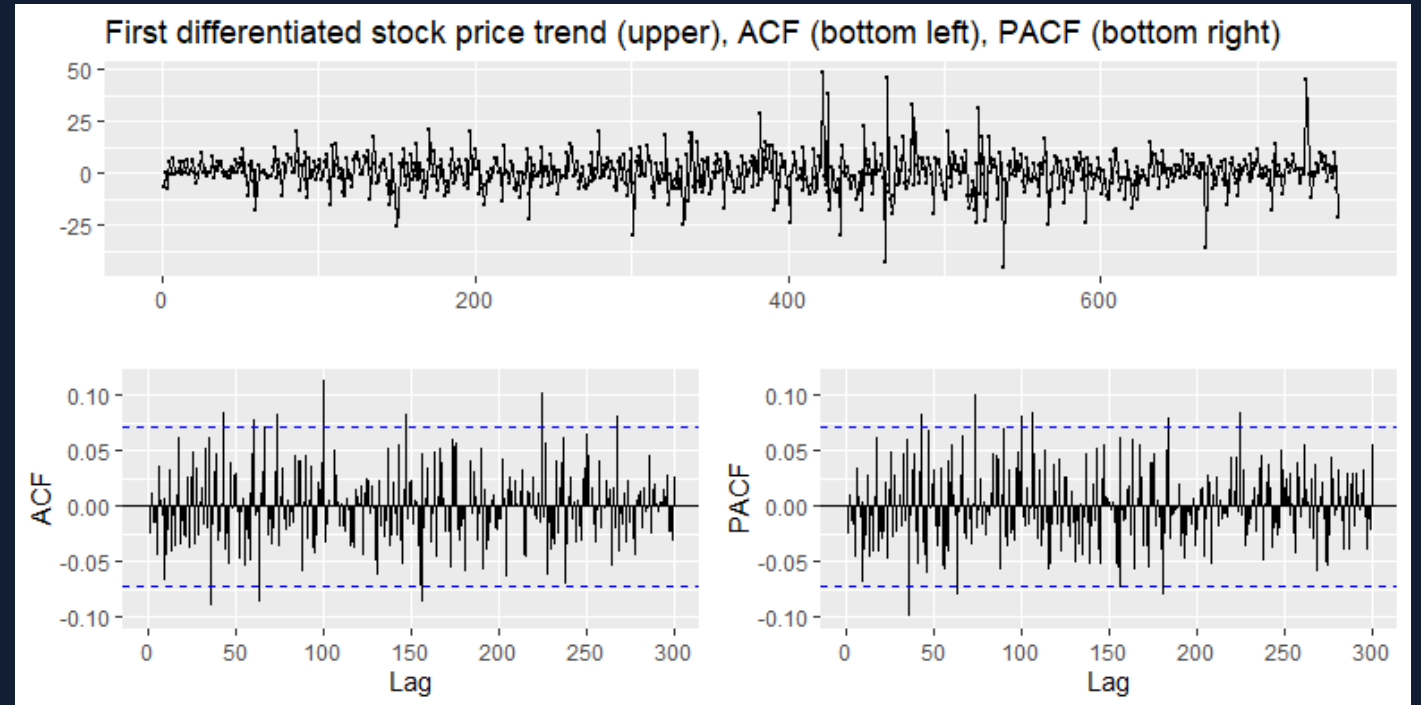 First differentiated stock price trend (upper), ACF (bottom left), PACF (bottom right)
50
25
0
-25
0 200 400 600
ACF
0.10
0.05
0.00
-0.05
-0.10
0 50 100 150 200 250 300
Lag
PACF
0.10
0.05
0.00
-0.05
-0.10
0 50 100 150 200 250 300
Lag